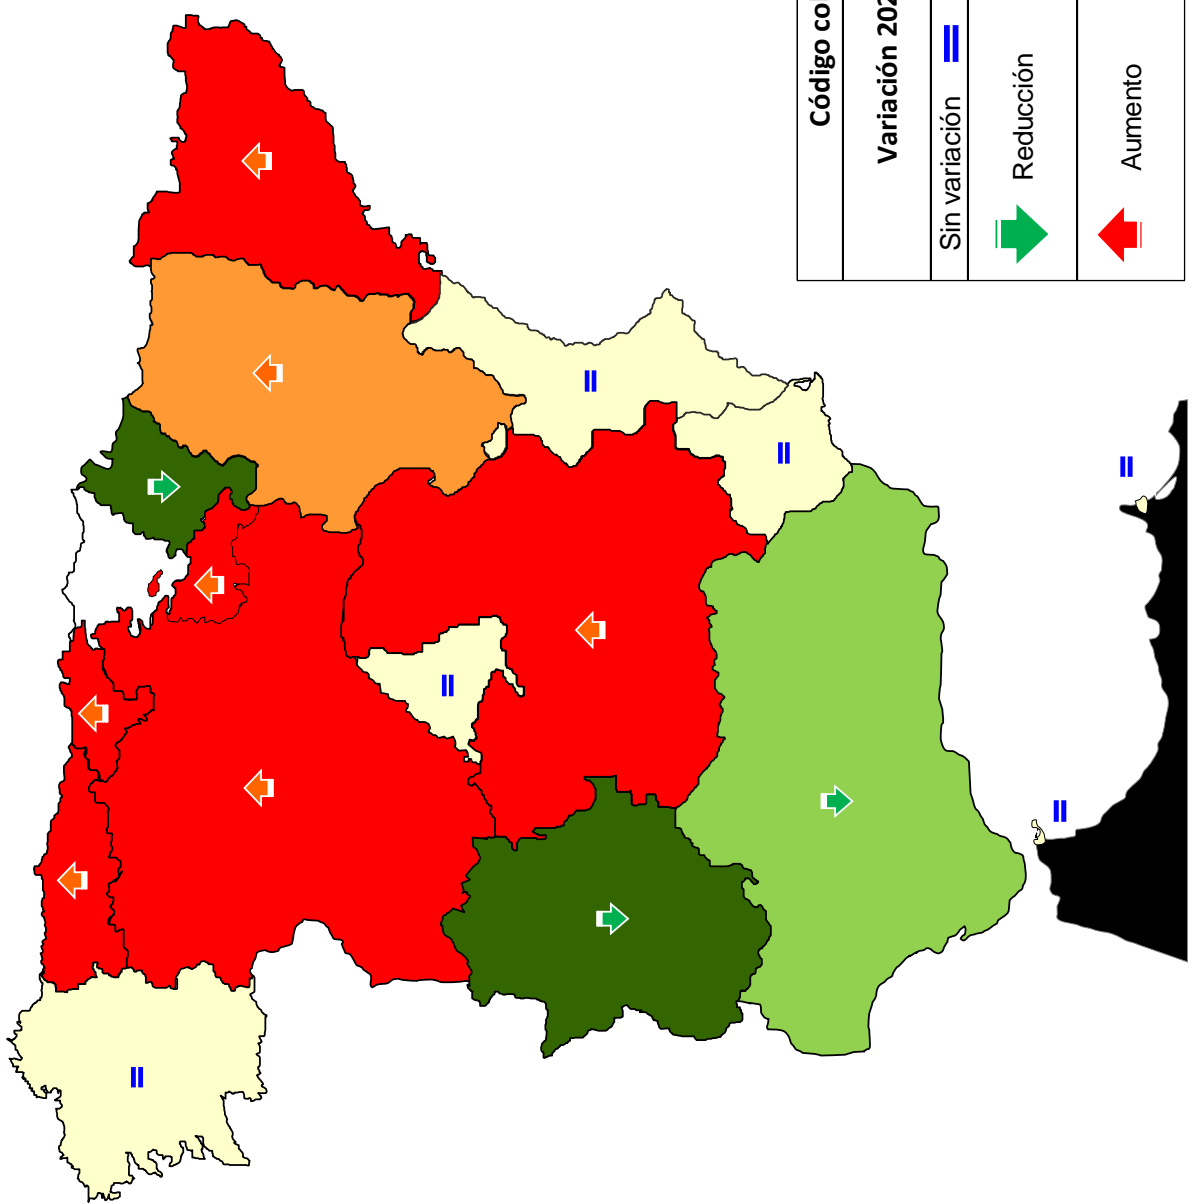 Código co
Variación 202
Sin variación =
Reducción
Aumento